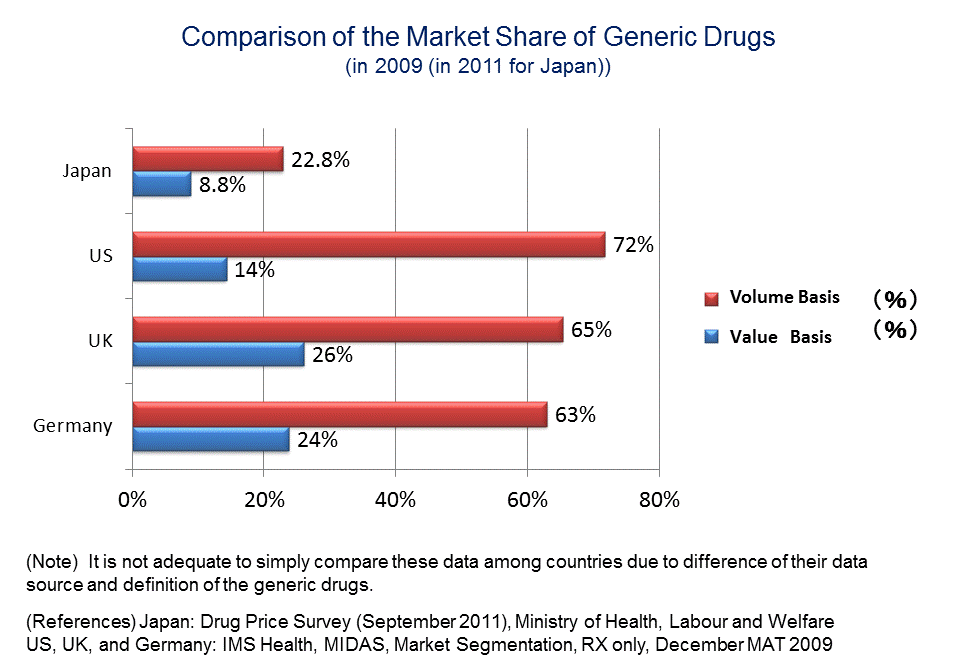 Comparison of the Market Share of Generic Drugs
(in 2009 (in 2011 for Japan))
Japan
22.8%
8.8%
US
72%
14%
UK
65%
26%
Germany
63%
24%
0% 20% 40% 60% 80%
Volume Basis （%）
Value Basis （%）
(Note) It is not adequate to simply compare these data among countries due to difference of their data
source and definition of the generic drugs.
(References) Japan: Drug Price Survey (September 2011), Ministry of Health, Labour and Welfare
US, UK, and Germany: IMS Health, MIDAS, Market Segmentation, RX only, December MAT 2009